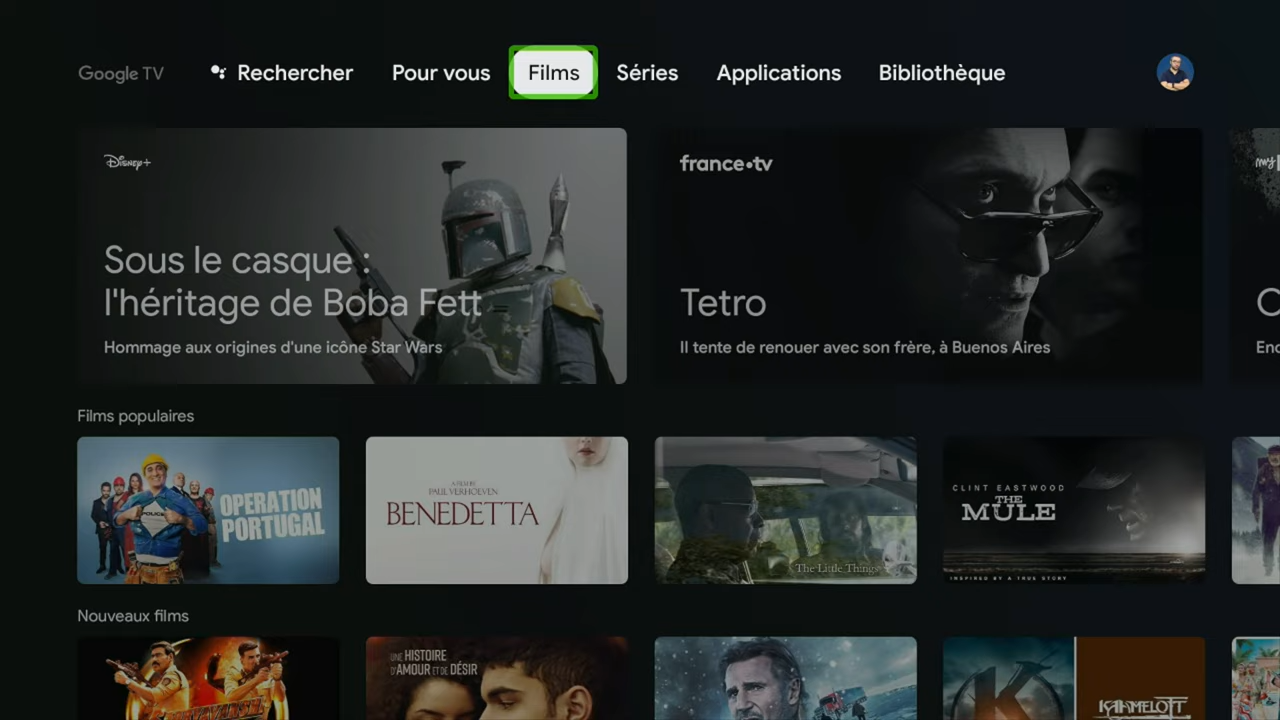 Google TV
Rechercher
Pour vous
Films
Séries
Applications
Bibliothèque
Disney+
Sous le casque :
l'héritage de Boba Fett
Hommage aux origines d'une icône Star Wars
france•tv
Tetro
Il tente de renouer avec son frère, à Buenos Aires
my
Films populaires
POLICE
OPERATION
PORTUGAL
A FILM BY
PAUL VERHOEVEN
BENEDETTA
The Little Things
CLINT EASTWOOD
THE
MULE
INSPIRED BY A TRUE STORY
Nouveaux films
UNE HISTOIRE
D'AMOUR ET DE DÉSIR
K
KAAMELOTT